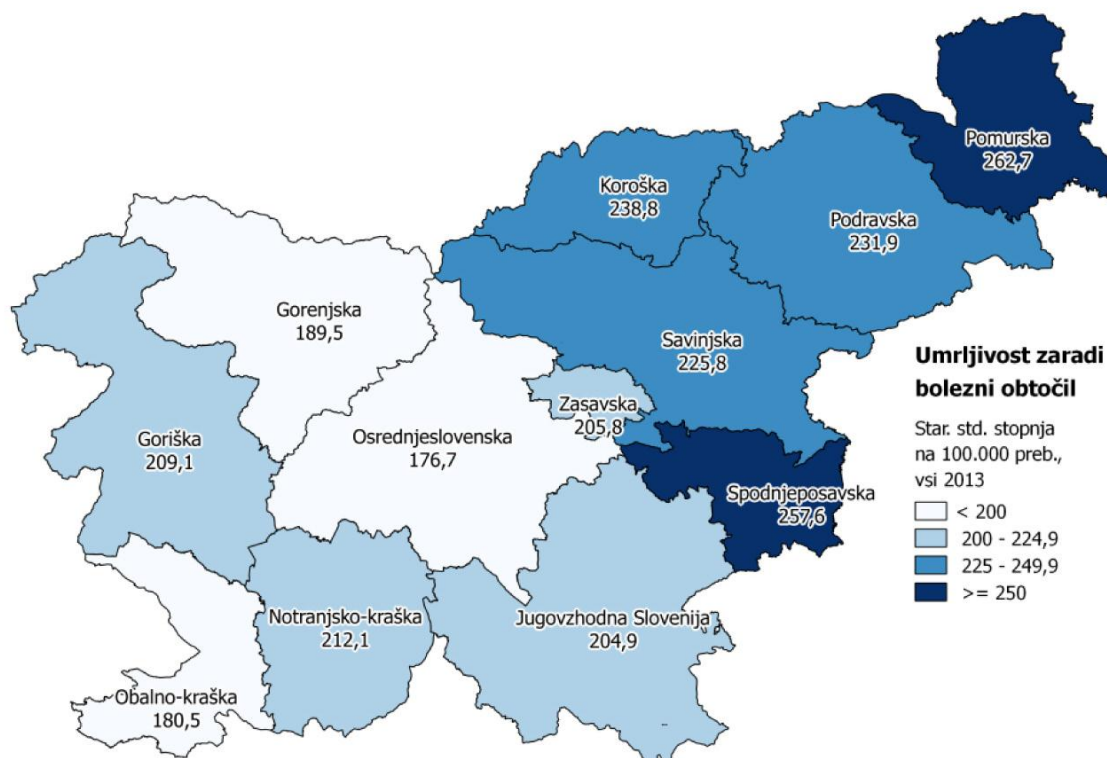 Pomurska
262,7
Koroška
238,8
Podravska
231,9
Gorenjska
189,5
Savinjska
225,8
Zasavska
205,8
Goriška
209,1
Osrednjeslovenska
176,7
Spodnjeposavska
257,6
Notranjsko-kraška
212,1
Jugovzhodna Slovenija
204,9
Obalno-kraška
180,5
Umrljivost zaradi
bolezni obtočil
Star. std. stopnja
na 100.000 preb.,
vsi 2013
< 200
200 - 224,9
225 - 249,9
>= 250